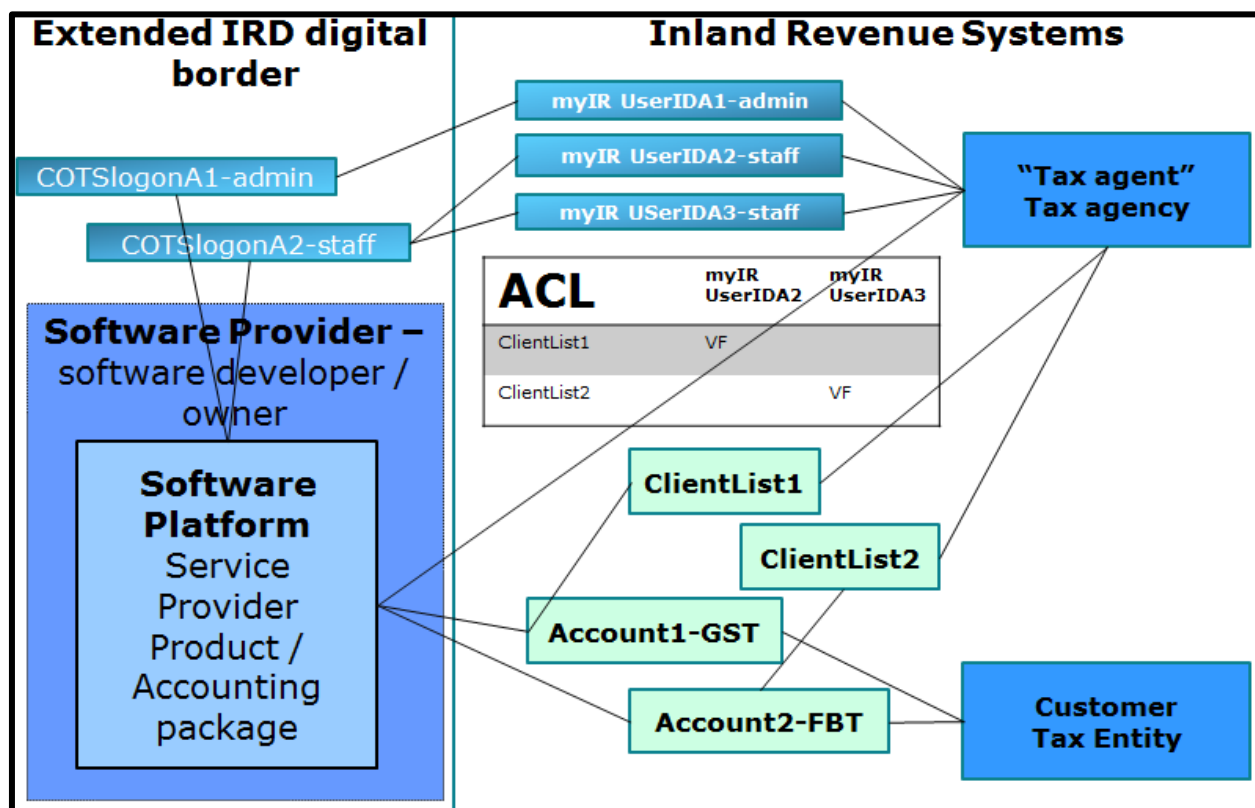 Extended IRD digital
border
Inland Revenue Systems
myIR UserIDA1-admin
myIR UserIDA2-staff
myIR USerIDA3-staff
COTSlogonA1-admin
COTSlogonA2-staff
"Tax agent"
Tax agency
ACL
myIR
UserIDA2
myIR
UserIDA3
ClientList1 VF
ClientList2 VF
Software Provider –
software developer /
owner
Software
Platform
Service
Provider
Product /
Accounting
package
ClientList1
ClientList2
Account1-GST
Account2-FBT
Customer
Tax Entity